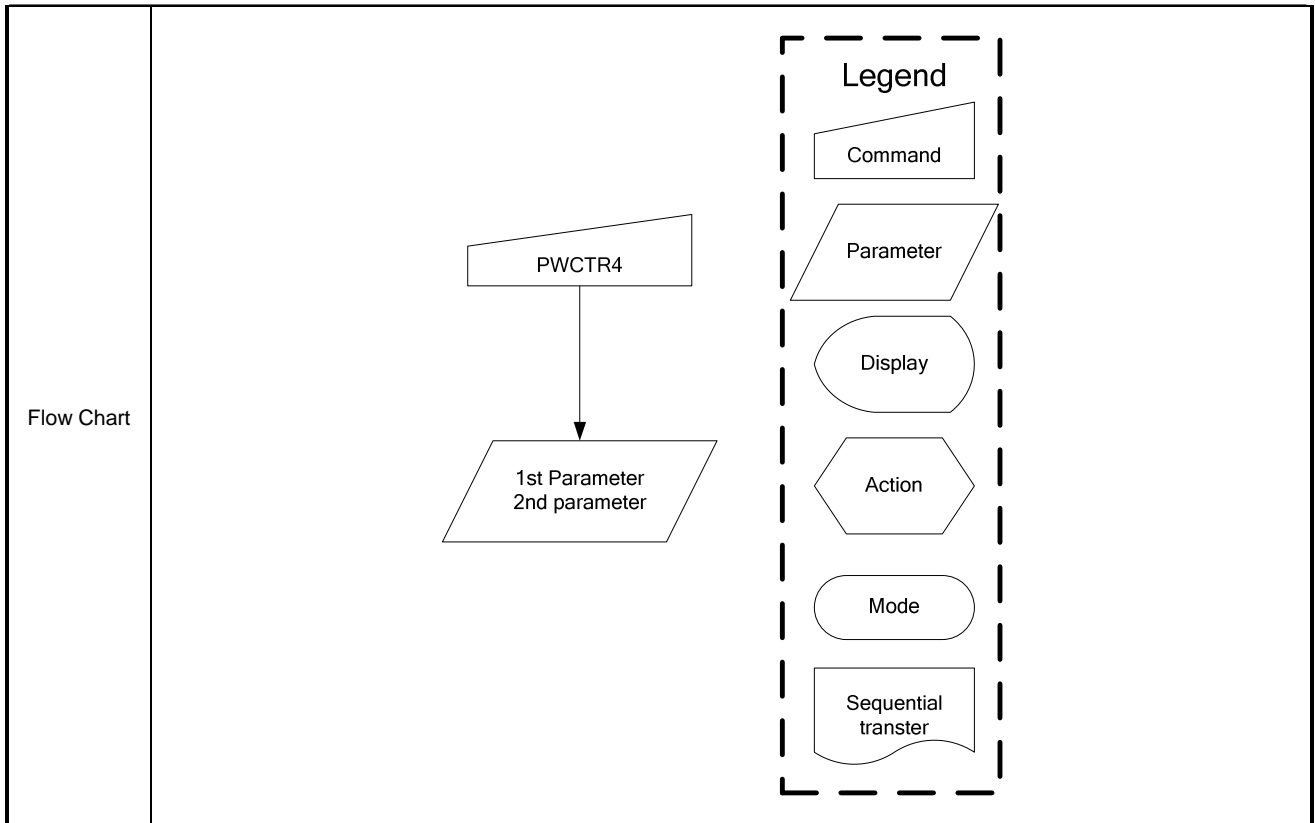 Flow Chart
PWCTR4
1st Parameter
2nd parameter
Legend
Command
Parameter
Display
Action
Mode
Sequential
transter